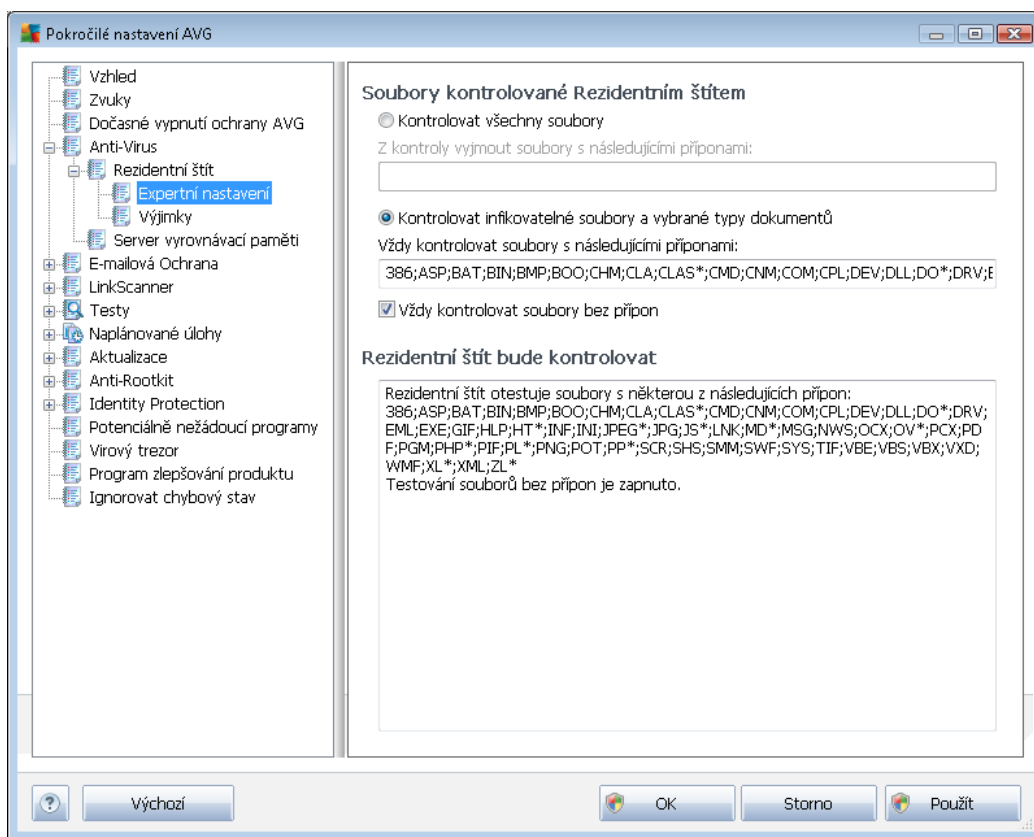 Pokročilé nastavení AVG
Vzhled
Zvuky
Dočasné vypnutí ochrany AVG
Anti-Virus
Rezidentní štít
Expertní nastavení
Výjimky
Server vyrovnávací paměti
E-mailová Ochrana
LinkScanner
Testy
Naplánované úlohy
Aktualizace
Anti-Rootkit
Identity Protection
Potenciálně nežádoucí programy
Virový trezor
Program zlepšování produktu
Ignorovat chybový stav
Soubory kontrolované Rezidentním štítem
Kontrolovat všechny soubory
Z kontroly vyjmout soubory s následujícími příponami:
Kontrolovat infikovatelné soubory a vybrané typy dokumentů
Vždy kontrolovat soubory s následujícími příponami:
386;ASP;BAT;BIN;BMP;BOO;CHM;CLA;CLAS*;CMD;CNM;COM;CPL;DEV;DLL;DO*;DRV;E
Vždy kontrolovat soubory bez přípon
Rezidentní štít bude kontrolovat
Rezidentní štít otestuje soubory s některou z následujících přípon:
386;ASP;BAT;BIN;BMP;BOO;CHM;CLA;CLAS*;CMD;CNM;COM;CPL;DEV;DLL;DO*;DRV;
EML;EXE;GIF;HLP;HT*;INF;INI;JPEG*;JPG;JS*;LNK;MD*;MSG;NWS;OCX;OV*;PCX;PD
F;PGM;PHP*;PIF;PL*;PNG;POT;PP*;SCR;SHS;SMM;SWF;SYS;TIF;VBE;VBS;VBX;VXD;
WMF;XL*;XML;ZL*
Testování souborů bez přípon je zapnuto.
?
Výchozí
OK
Storno
Použít